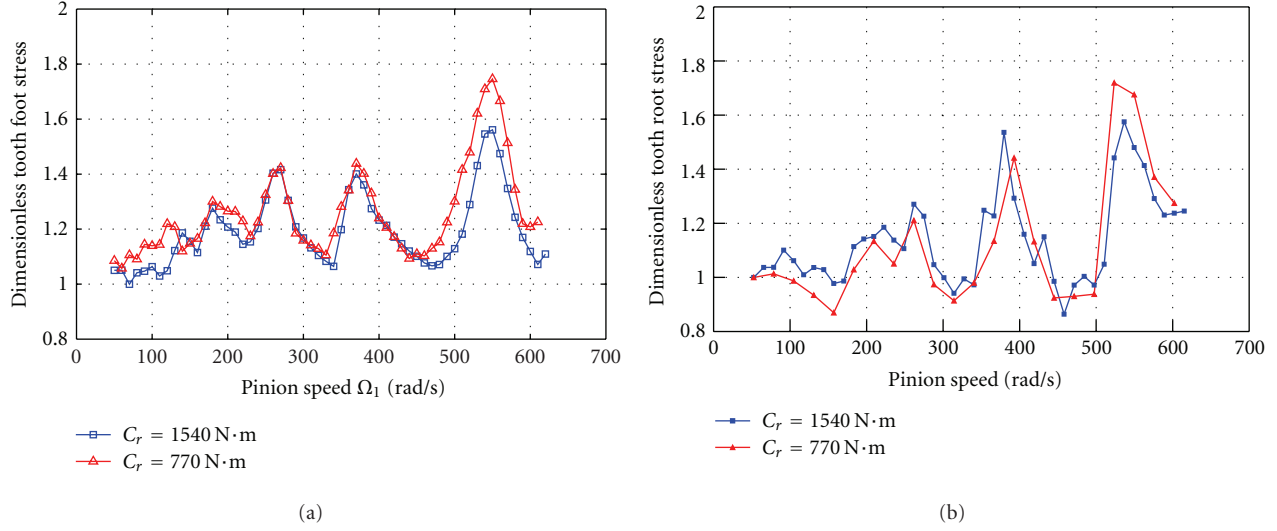 Dimensionless tooth foot stress
2
1.8
1.6
1.4
1.2
1
0.8
0 100 200 300 400 500 600 700
Pinion speed Ω1 (rad/s)
Cr = 1540 N·m
Cr = 770 N·m
(a)
Dimensionless tooth root stress
2
1.8
1.6
1.4
1.2
1
0.8
0 100 200 300 400 500 600 700
Pinion speed (rad/s)
Cr = 1540 N·m
Cr = 770 N·m
(b)